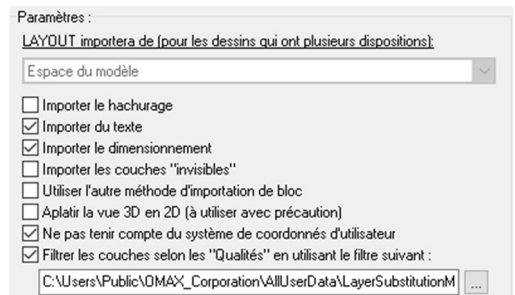 Paramètres :
LAYOUT importera de (pour les dessins qui ont plusieurs dispositions):
Espace du modèle
Importer le hachurage
Importer du texte
Importer le dimensionnement
Importer les couches "invisibles"
Utiliser l'autre méthode d'importation de bloc
Aplatir la vue 3D en 2D (à utiliser avec précaution)
Ne pas tenir compte du système de coordonnés d'utilisateur
Filtrer les couches selon les "Qualités" en utilisant le filtre suivant :
C:\Users\Public\OMAX_Corporation\AllUserData\LayerSubstitutionM ...